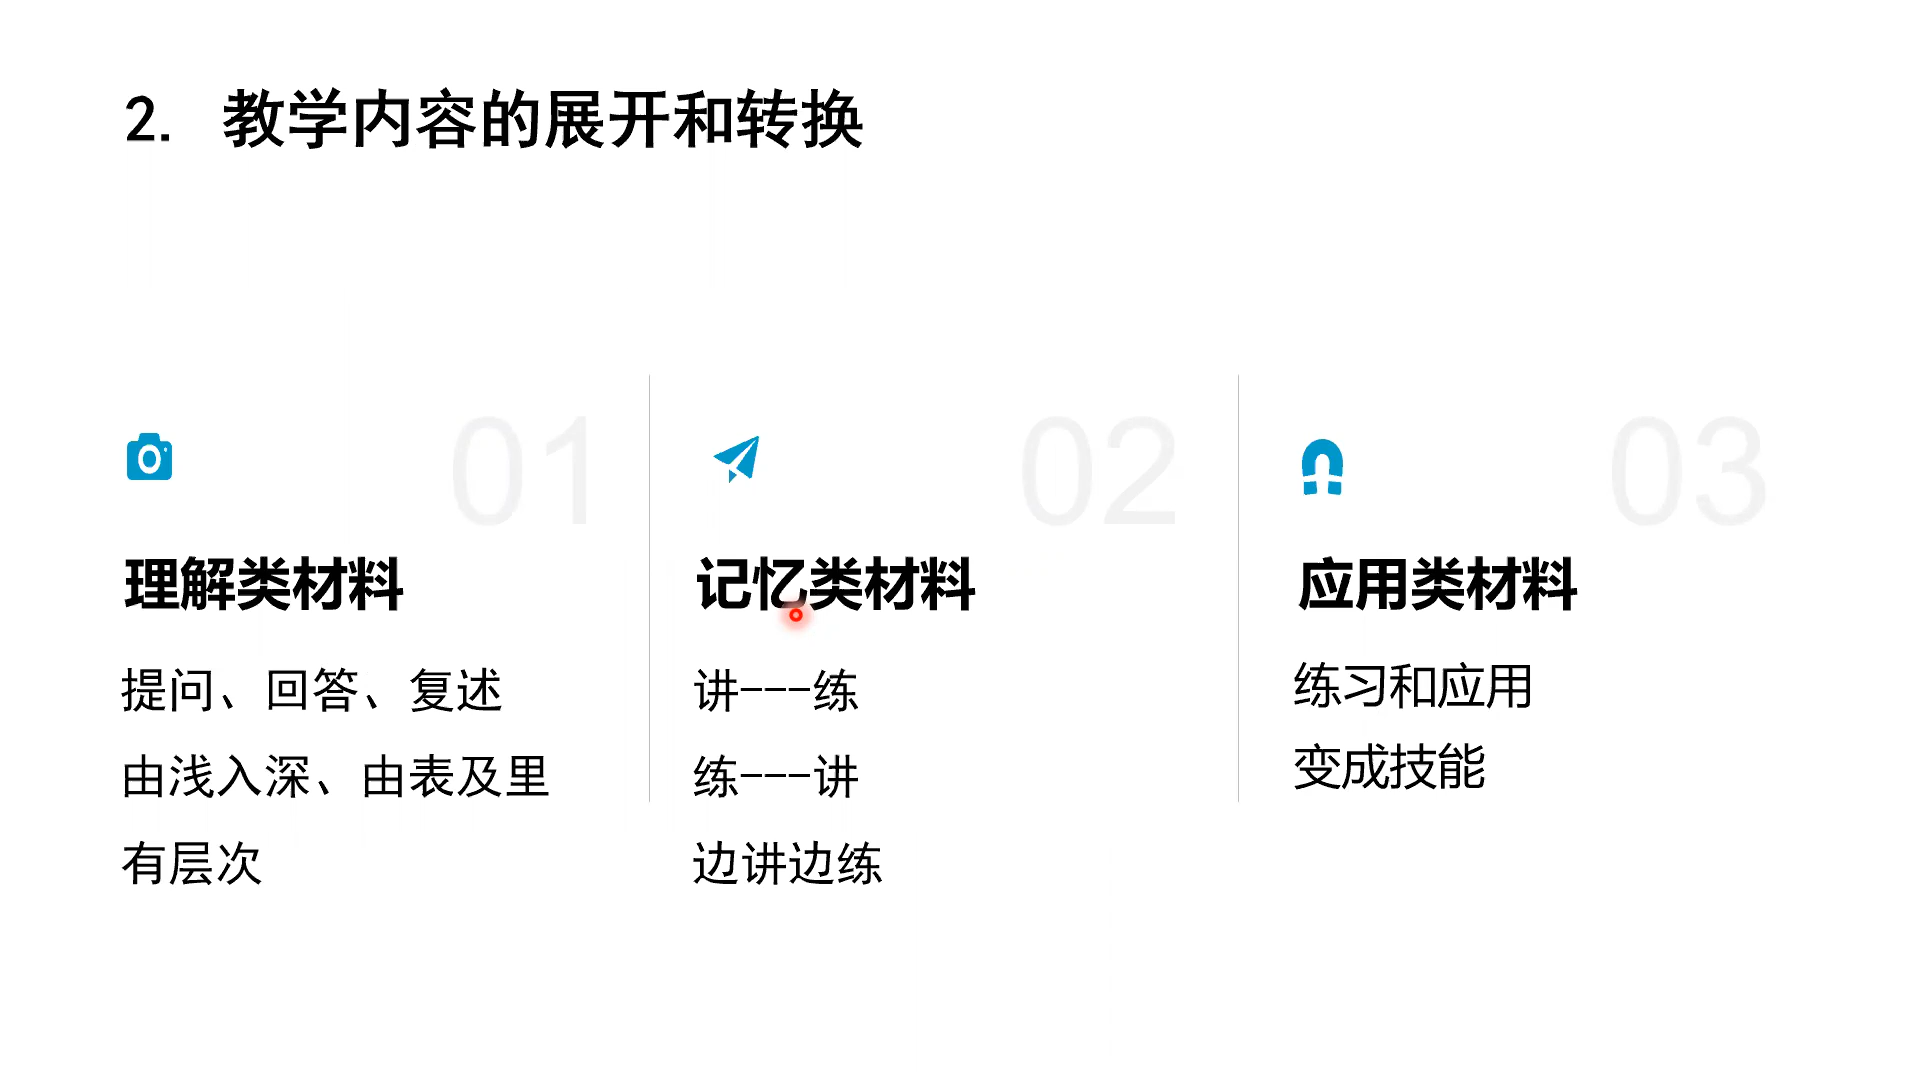 2. 教学内容的展开和转换
01
理解类材料
提问、回答、复述
由浅入深、由表及里
有层次
02
记忆类材料
讲---练
练---讲
边讲边练
03
应用类材料
练习和应用
变成技能